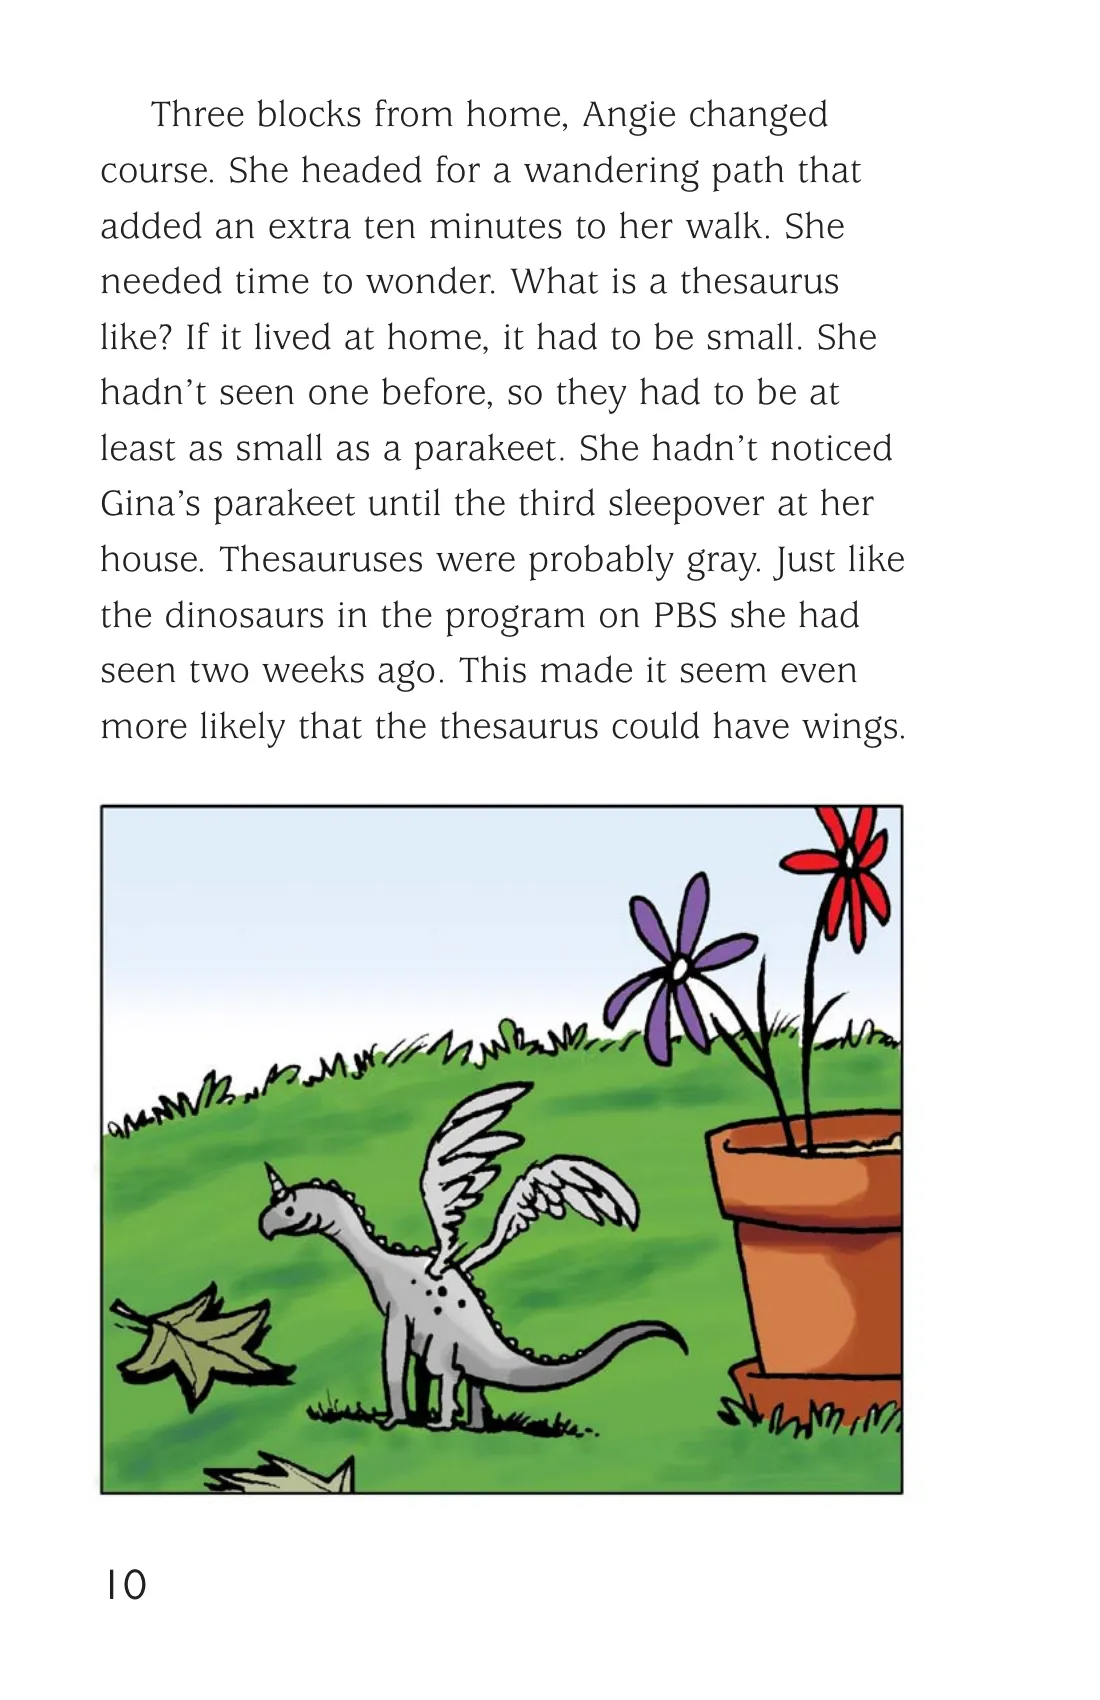 Three blocks from home, Angie changed
course. She headed for a wandering path that
added an extra ten minutes to her walk. She
needed time to wonder. What is a thesaurus
like? If it lived at home, it had to be small. She
hadn’t seen one before, so they had to be at
least as small as a parakeet. She hadn’t noticed
Gina’s parakeet until the third sleepover at her
house. Thesauruses were probably gray. Just like
the dinosaurs in the program on PBS she had
seen two weeks ago. This made it seem even
more likely that the thesaurus could have wings.
10